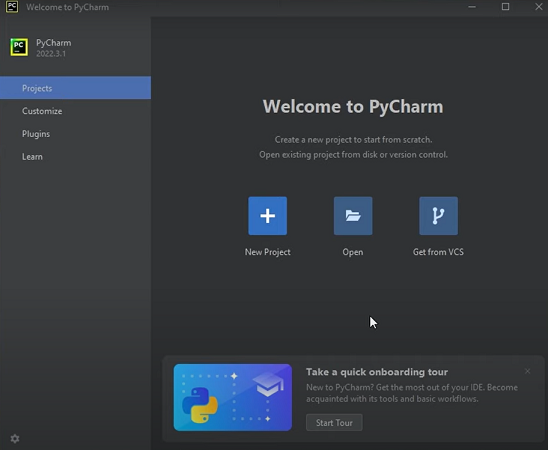 PC
Welcome to PyCharm
PC
PyCharm
2022.3.1
Projects
Customize
Plugins
Learn
Welcome to PyCharm
Create a new project to start from scratch.
Open existing project from disk or version control.
New Project
Open
Get from VCS
Take a quick onboarding tour
New to PyCharm? Get the most out of your IDE. Become
acquainted with its tools and basic workflows.
Start Tour